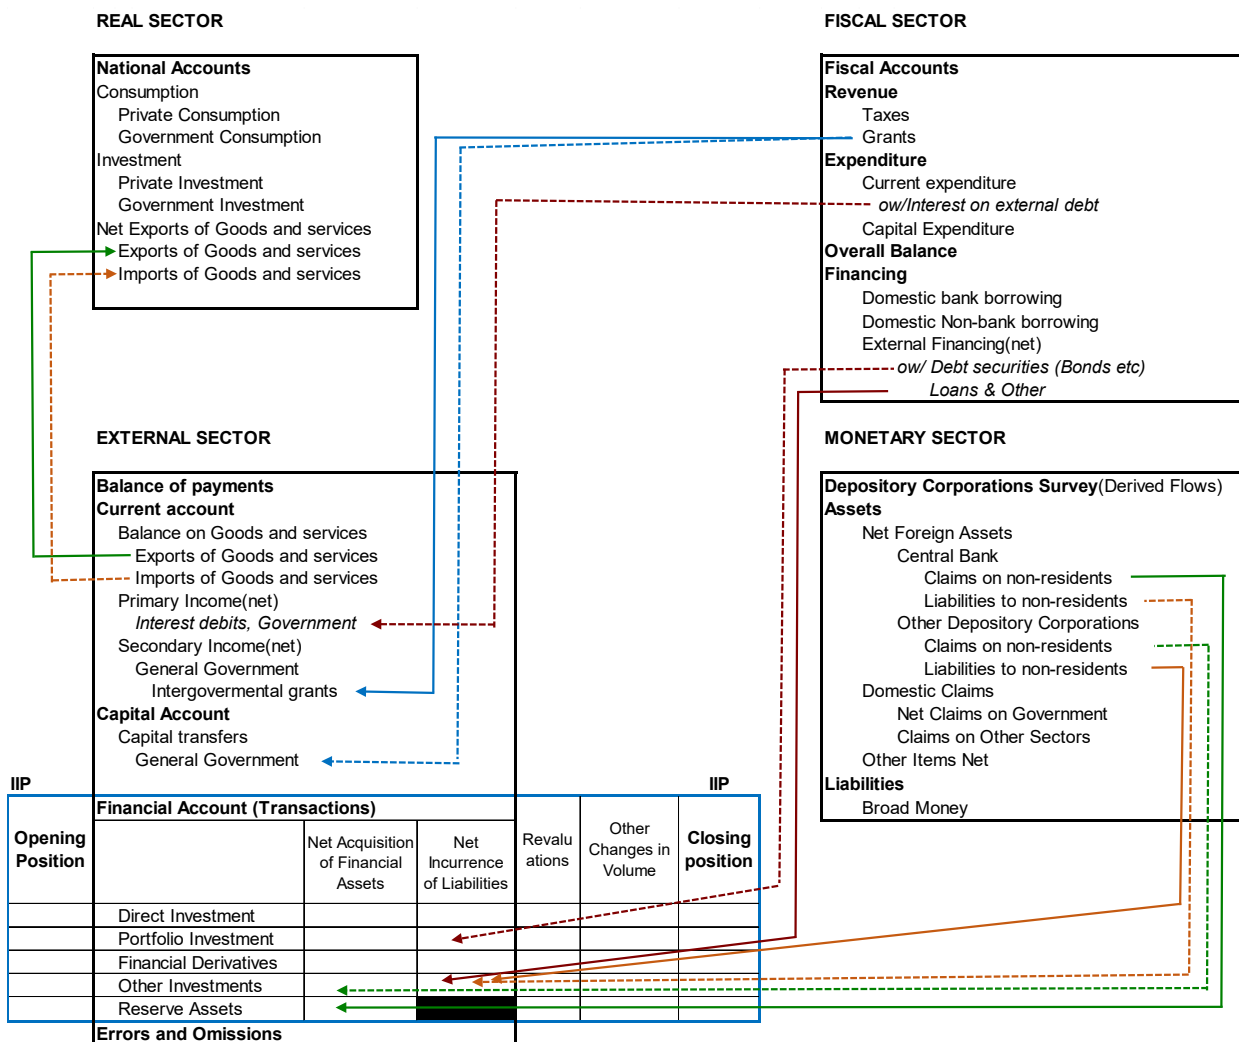 REAL SECTOR
National Accounts
Consumption
Private Consumption
Government Consumption
Investment
Private Investment
Government Investment
Net Exports of Goods and services
Exports of Goods and services
Imports of Goods and services
FISCAL SECTOR
Fiscal Accounts
Revenue
Taxes
Grants
Expenditure
Current expenditure
ow/Interest on external debt
Capital Expenditure
Overall Balance
Financing
Domestic bank borrowing
Domestic Non-bank borrowing
External Financing(net)
ow/ Debt securities (Bonds etc)
Loans & Other
EXTERNAL SECTOR
Balance of payments
Current account
Balance on Goods and services
Exports of Goods and services
Imports of Goods and services
Primary Income(net)
Interest debits, Government
Secondary Income(net)
General Government
Intergovermental grants
Capital Account
Capital transfers
General Government
MONETARY SECTOR
Depository Corporations Survey(Derived Flows)
Assets
Net Foreign Assets
Central Bank
Claims on non-residents
Liabilities to non-residents
Other Depository Corporations
Claims on non-residents
Liabilities to non-residents
Domestic Claims
Net Claims on Government
Claims on Other Sectors
Other Items Net
Liabilities
Broad Money
IIP
IIP
Opening
Position
Financial Account (Transactions)
Net Acquisition
of Financial
Assets
Net
Incurrence
of Liabilities
Revalu
ations
Other
Changes in
Volume
Closing
position
Direct Investment
Portfolio Investment
Financial Derivatives
Other Investments
Reserve Assets
Errors and Omissions